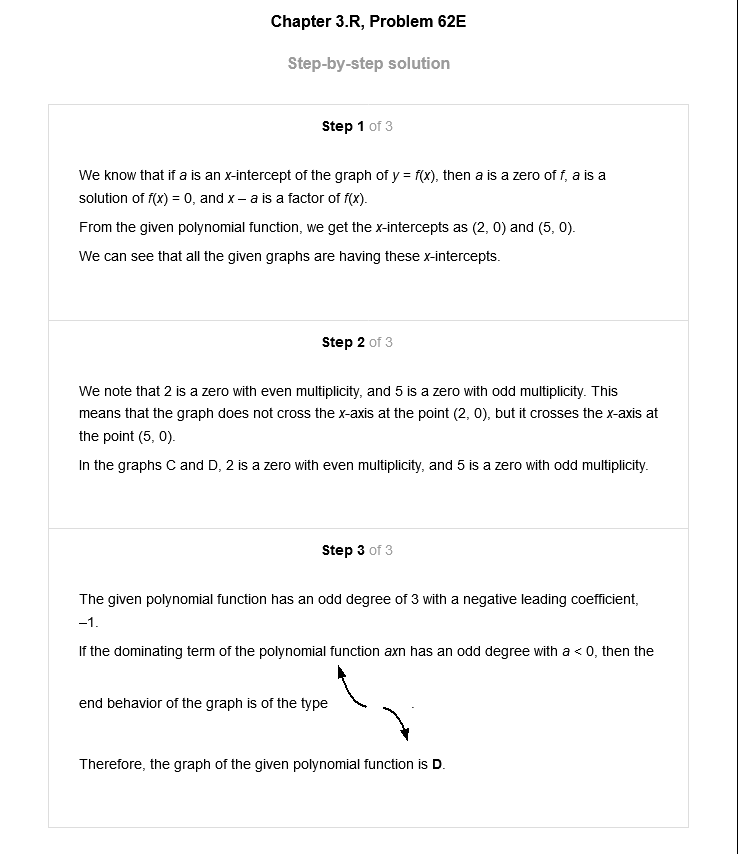 Chapter 3.R, Problem 62E
Step-by-step solution
Step 1 of 3
We know that if a is an x-intercept of the graph of y = f(x), then a is a zero of f, a is a
solution of f(x) = 0, and x – a is a factor of f(x).
From the given polynomial function, we get the x-intercepts as (2, 0) and (5, 0).
We can see that all the given graphs are having these x-intercepts.
Step 2 of 3
We note that 2 is a zero with even multiplicity, and 5 is a zero with odd multiplicity. This
means that the graph does not cross the x-axis at the point (2, 0), but it crosses the x-axis at
the point (5, 0).
In the graphs C and D, 2 is a zero with even multiplicity, and 5 is a zero with odd multiplicity.
Step 3 of 3
The given polynomial function has an odd degree of 3 with a negative leading coefficient,
–1.
If the dominating term of the polynomial function axn has an odd degree with a < 0, then the
end behavior of the graph is of the type .
Therefore, the graph of the given polynomial function is D.